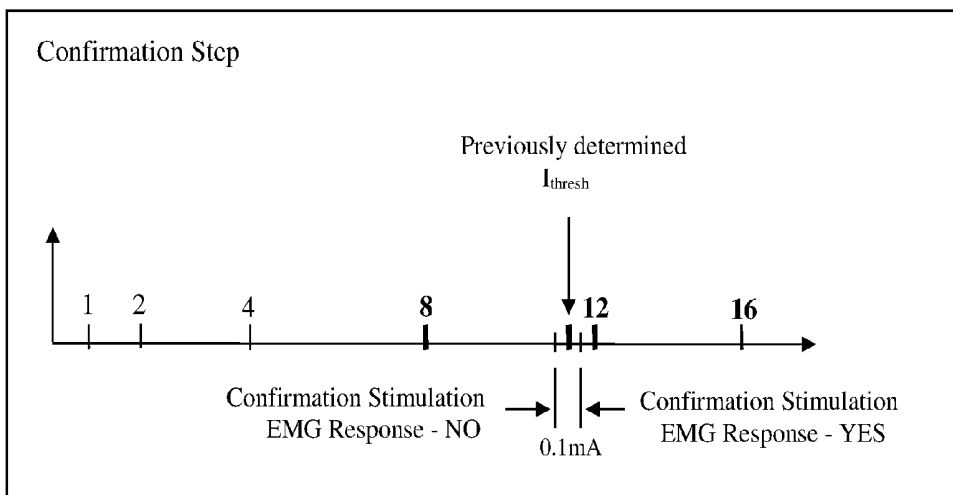 Confirmation Step
Previously determined
Ithresh
1 2 4 8 12 16
Confirmation Stimulation
EMG Response - NO
0.1mA
Confirmation Stimulation
EMG Response - YES